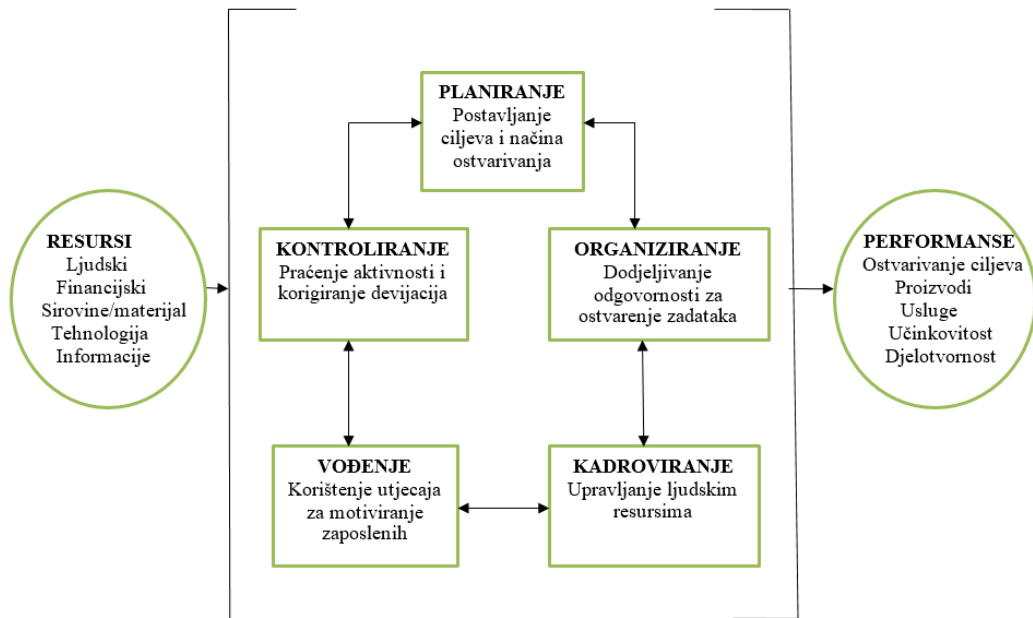 PLANIRANJE
Postavljanje
ciljeva i načina
ostvarivanja
RESURSI
Ljudski
Financijski
Sirovine/materijal
Tehnologija
Informacije
KONTROLIRANJE
Praćenje aktivnosti i
korigiranje devijacija
ORGANIZIRANJE
Dodjeljivanje
odgovornosti za
ostvarenje zadataka
PERFORMANSE
Ostvarivanje ciljeva
Proizvodi
Usluge
Učinkovitost
Djelotvornost
VOĐENJE
Korištenje utjecaja
za motiviranje
zaposlenih
KADROVIRANJE
Upravljanje ljudskim
resursima